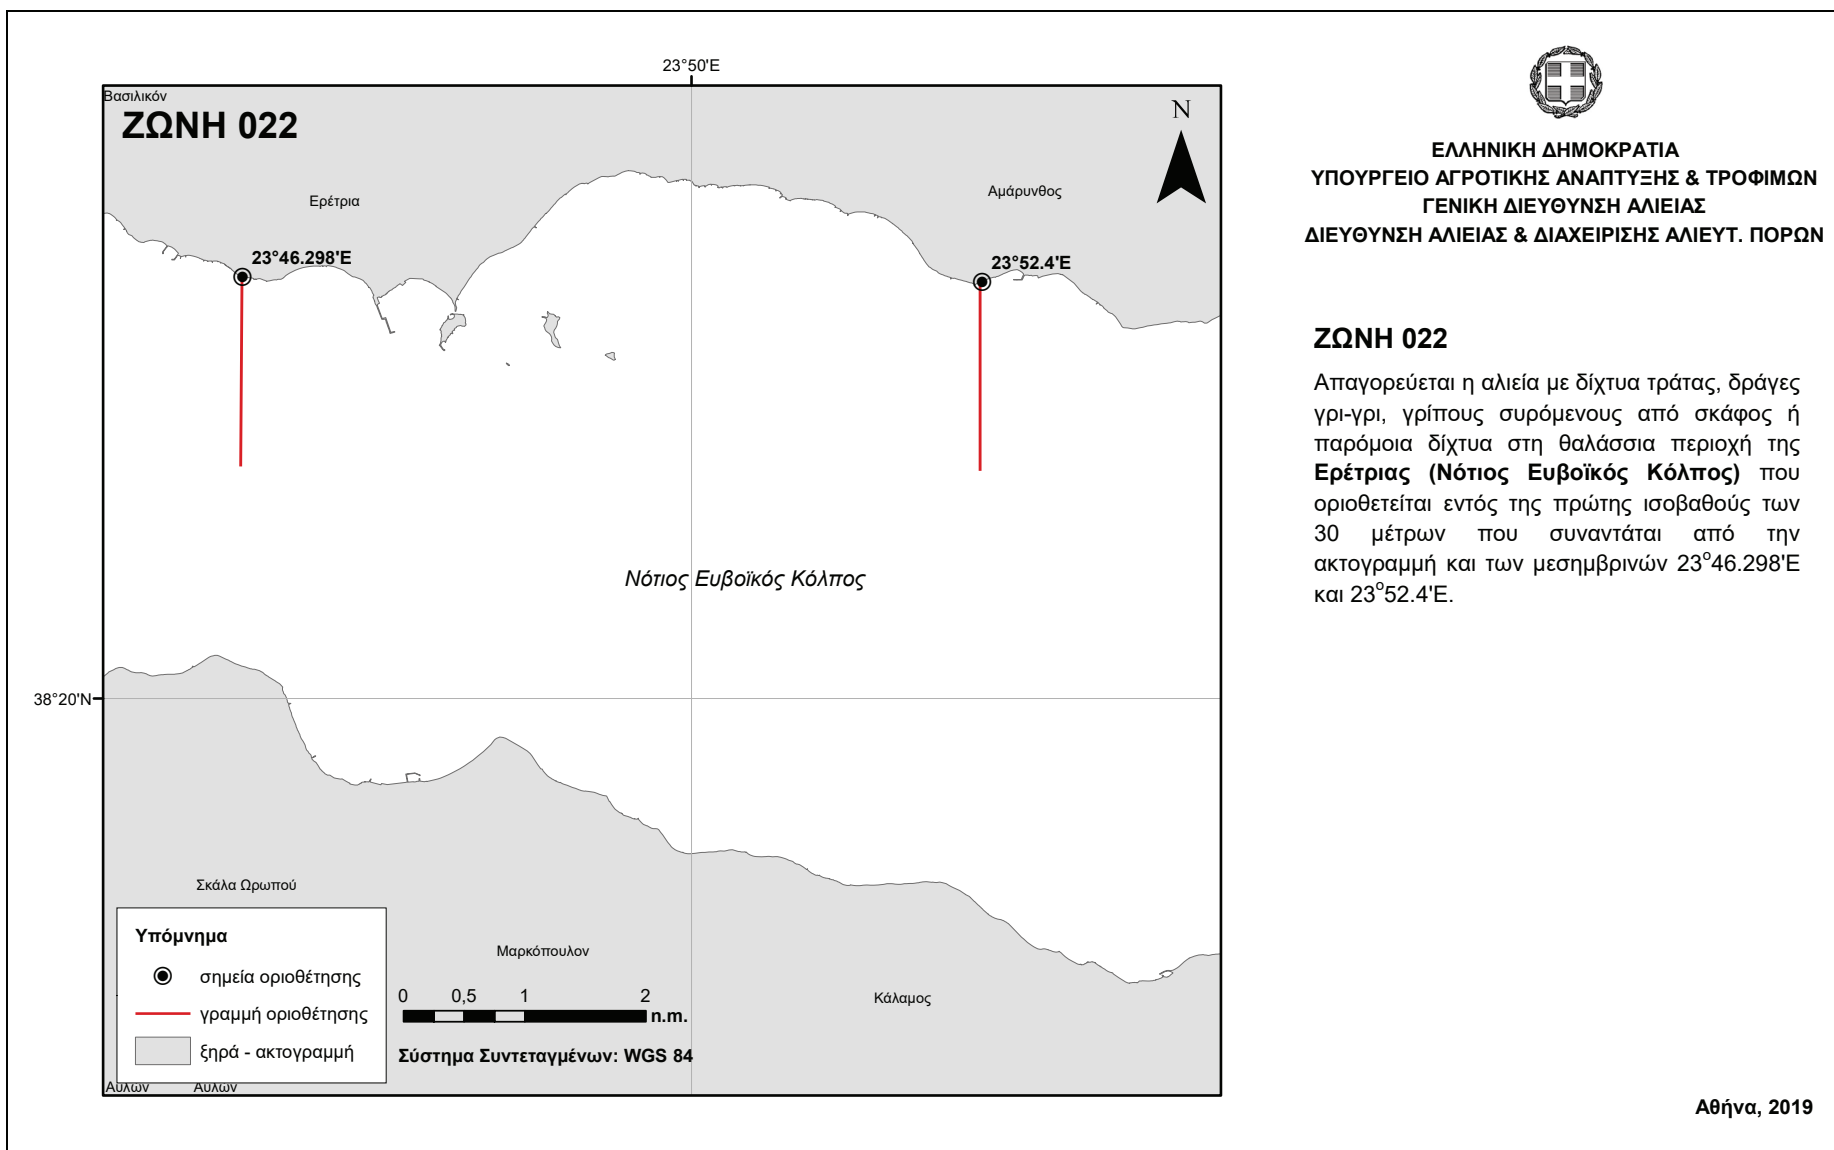 23°50'E
Βασιλικόν
ΖΩΝΗ 022
N
Ερέτρια
Αμάρυνθος
23°46.298'E
23°52.4'E
Νότιος Ευβοϊκός Κόλπος
38°20'N
Σκάλα Ωρωπού
Μαρκόπουλον
Κάλαμος
Υπόμνημα
σημεία οριοθέτησης
γραμμή οριοθέτησης
ξηρά - ακτογραμμή
Αυλών Αυλών
0 0,5 1 2
n.m.
Σύστημα Συντεταγμένων: WGS 84
ΕΛΛΗΝΙΚΗ ΔΗΜΟΚΡΑΤΙΑ
ΥΠΟΥΡΓΕΙΟ ΑΓΡΟΤΙΚΗΣ ΑΝΑΠΤΥΞΗΣ & ΤΡΟΦΙΜΩΝ
ΓΕΝΙΚΗ ΔΙΕΥΘΥΝΣΗ ΑΛΙΕΙΑΣ
ΔΙΕΥΘΥΝΣΗ ΑΛΙΕΙΑΣ & ΔΙΑΧΕΙΡΙΣΗΣ ΑΛΙΕΥΤ. ΠΟΡΩΝ
ΖΩΝΗ 022
Απαγορεύεται η αλιεία με δίχτυα τράτας, δράγες
γρι-γρι, γρίπους συρόμενους από σκάφος ή
παρόμοια δίχτυα στη θαλάσσια περιοχή της
Ερέτριας (Νότιος Ευβοϊκός Κόλπος) που
οριοθετείται εντός της πρώτης ισοβαθούς των
30 μέτρων που συναντάται από την
ακτογραμμή και των μεσημβρινών 23°46.298'E
και 23°52.4'E.
Αθήνα, 2019